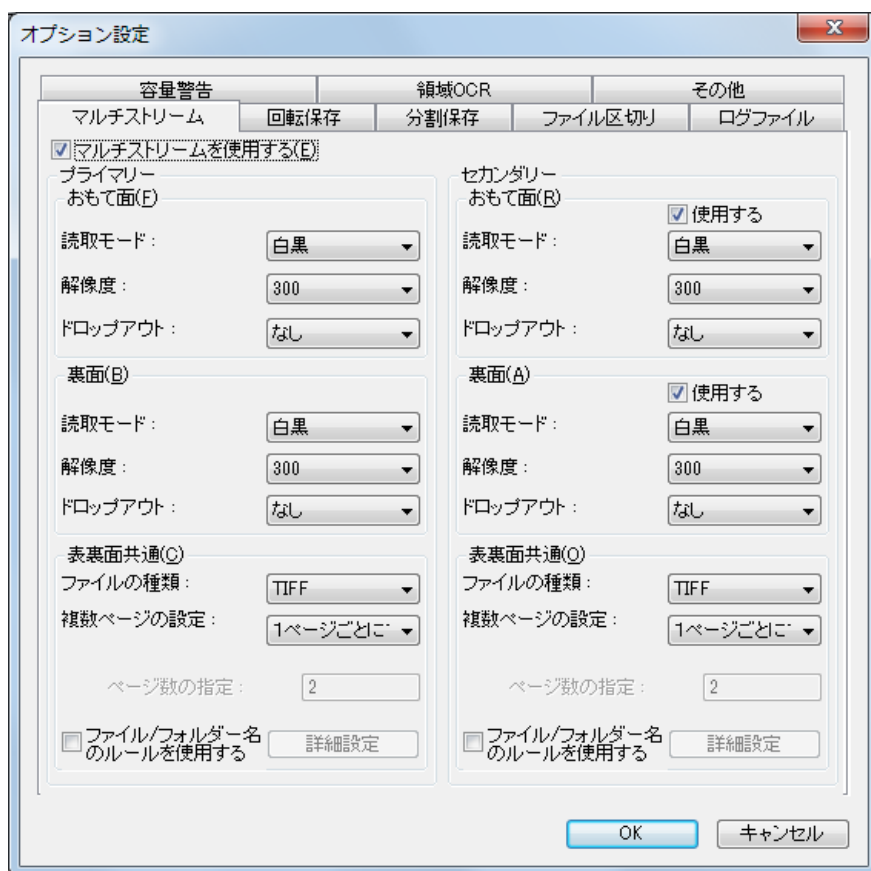 オプション設定
容量警告
領域OCR
その他
マルチストリーム
回転保存
分割保存
ファイル区切り
ログファイル
マルチストリームを使用する(E)
プライマリー
おもて面(F)
読取モード:
白黒
解像度:
300
ドロップアウト:
なし
裏面(B)
読取モード:
白黒
解像度:
300
ドロップアウト:
なし
表裏面共通(C)
ファイルの種類:
TIFF
複数ページの設定:
1ページごとに
ページ数の指定:
2
ファイル/フォルダー名
のルールを使用する
詳細設定
セカンダリー
おもて面(R)
使用する
読取モード:
白黒
解像度:
300
ドロップアウト:
なし
裏面(A)
使用する
読取モード:
白黒
解像度:
300
ドロップアウト:
なし
表裏面共通(O)
ファイルの種類:
TIFF
複数ページの設定:
1ページごとに
ページ数の指定:
2
ファイル/フォルダー名
のルールを使用する
詳細設定
OK
キャンセル